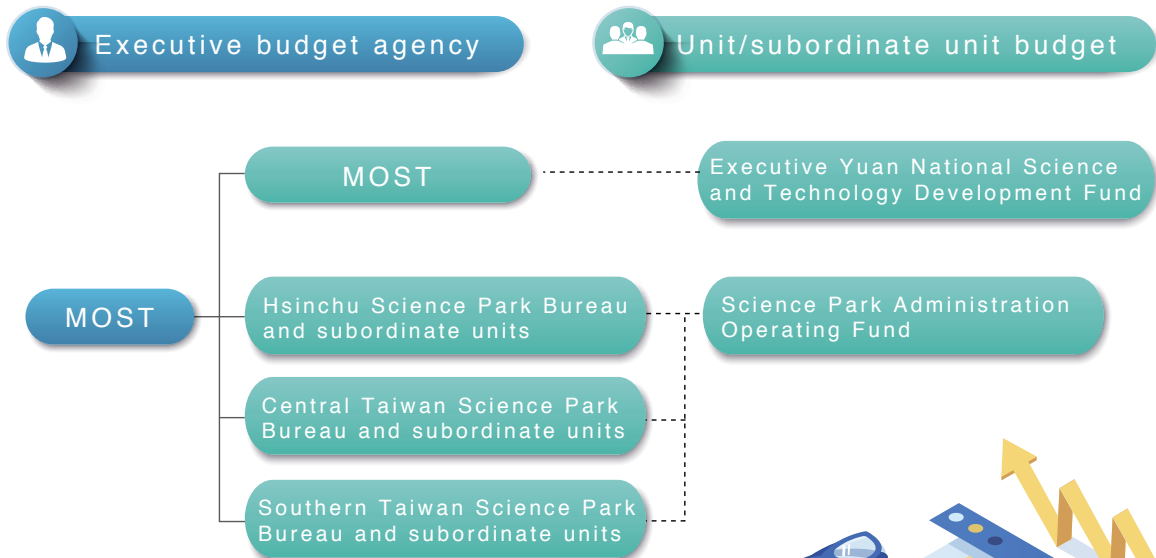 Executive budget agency
Unit/subordinate unit budget
MOST
Executive Yuan National Science
and Technology Development Fund
MOST
Hsinchu Science Park Bureau
and subordinate units
Science Park Administration
Operating Fund
Central Taiwan Science Park
Bureau and subordinate units
Southern Taiwan Science Park
Bureau and subordinate units